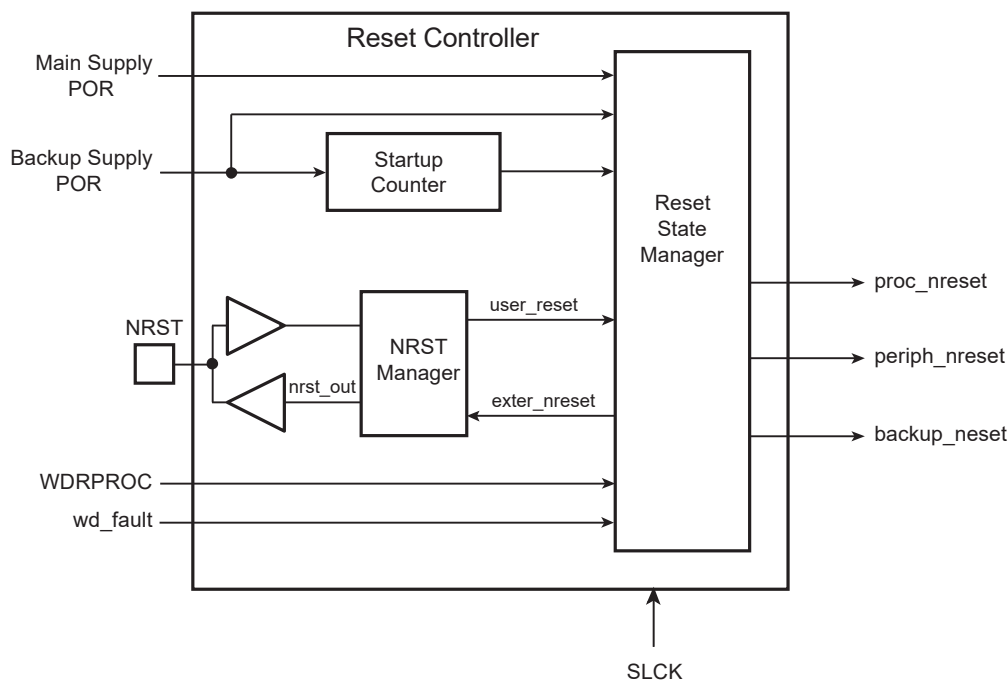 Reset Controller
Main Supply
POR
Backup Supply
POR
Startup
Counter
Reset
State
Manager
proc_nreset
user_reset
NRST
NRST
Manager
periph_nreset
nrst_out
exter_nreset
backup_neset
WDRPROC
wd_fault
SLCK